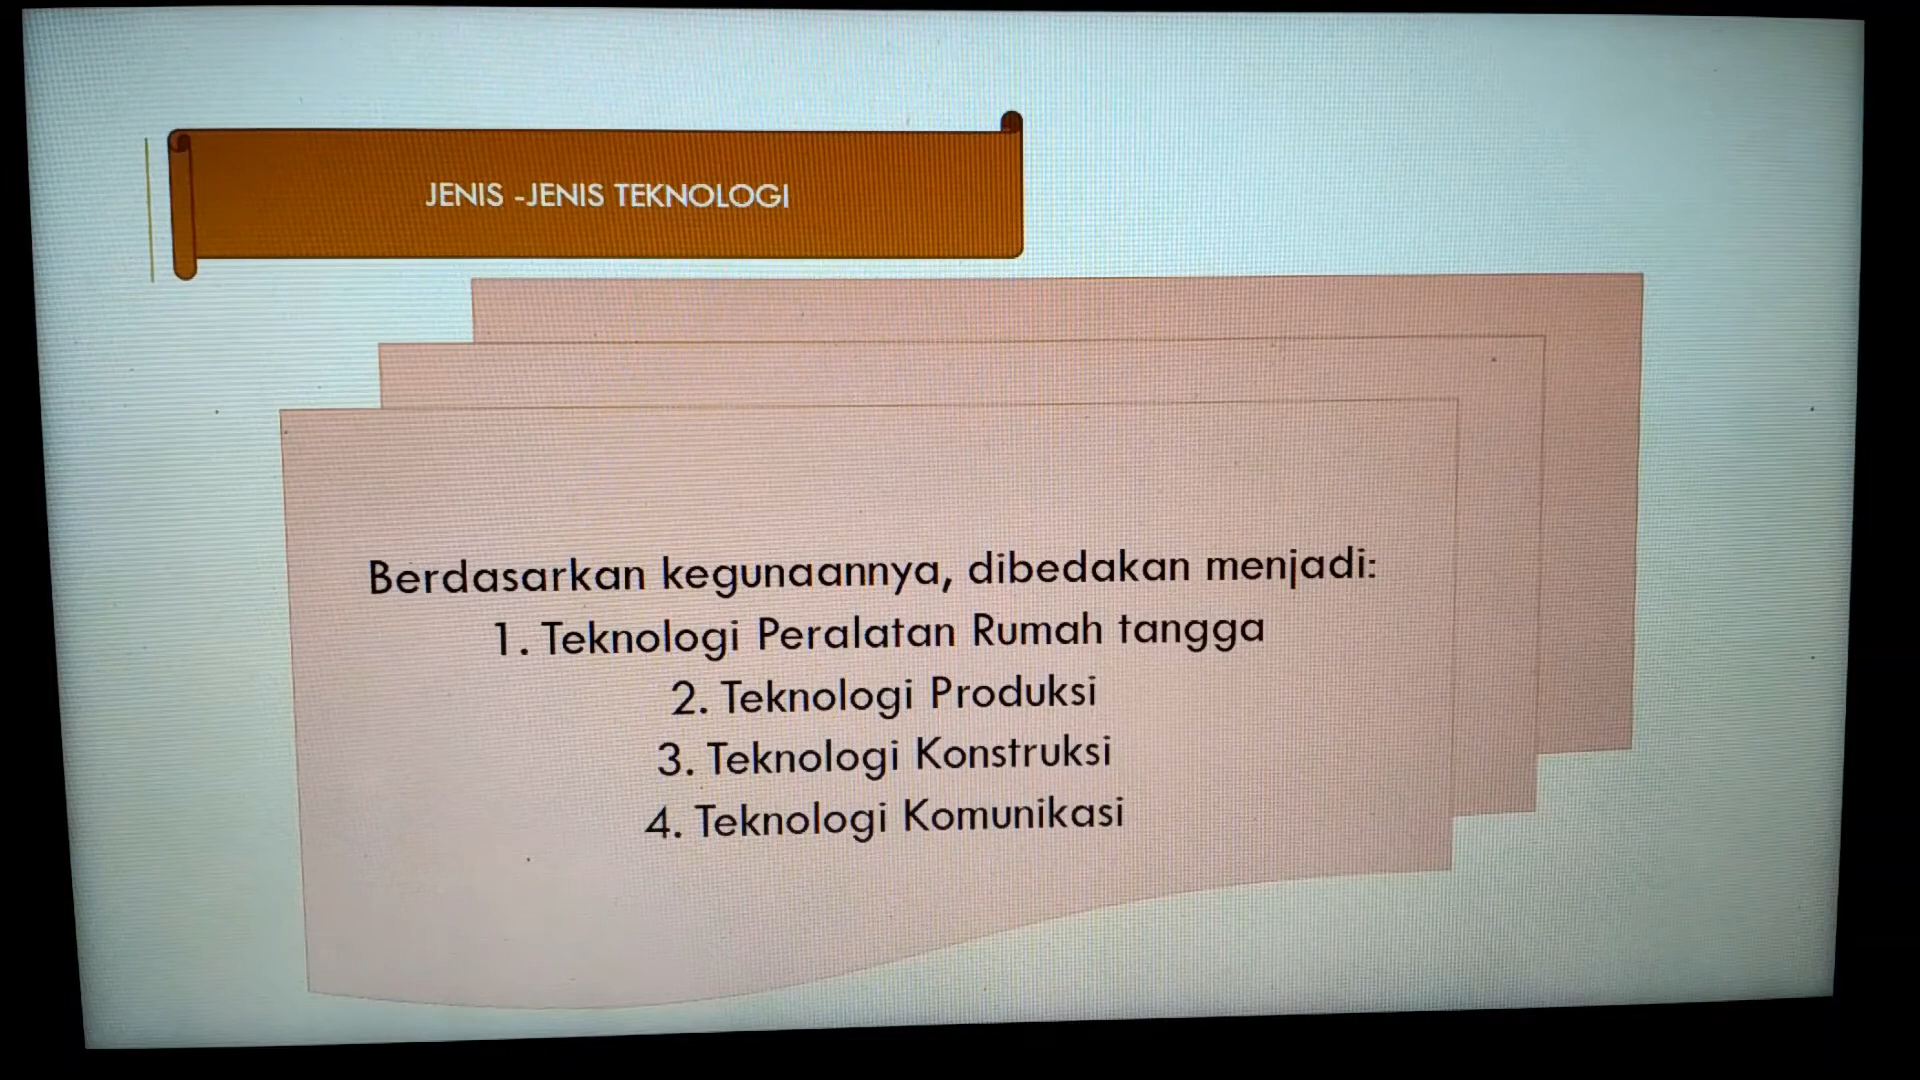 JENIS -JENIS TEKNOLOGI
Berdasarkan kegunaannya, dibedakan menjadi:
1. Teknologi Peralatan Rumah tangga
2. Teknologi Produksi
3. Teknologi Konstruksi
4. Teknologi Komunikasi